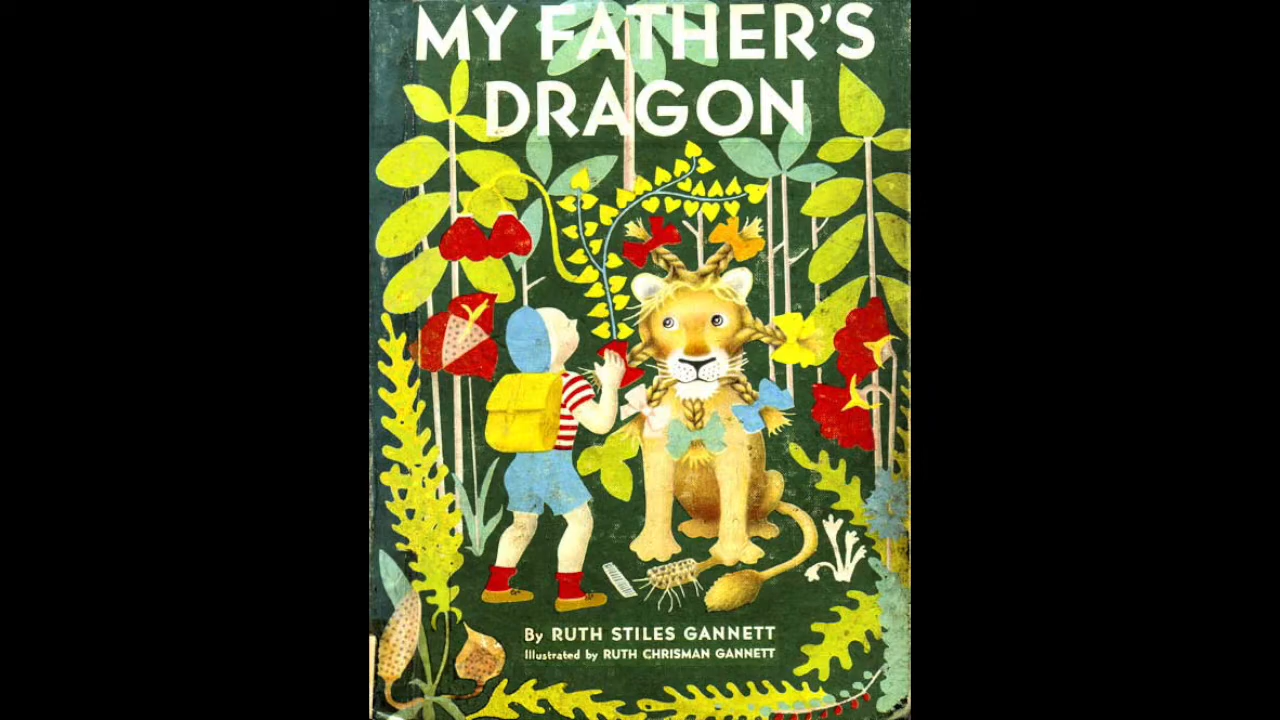 MY FATHER'S
DRAGON
By RUTH STILES GANNETT
Illustrated by RUTH CHRISMAN GANNETT